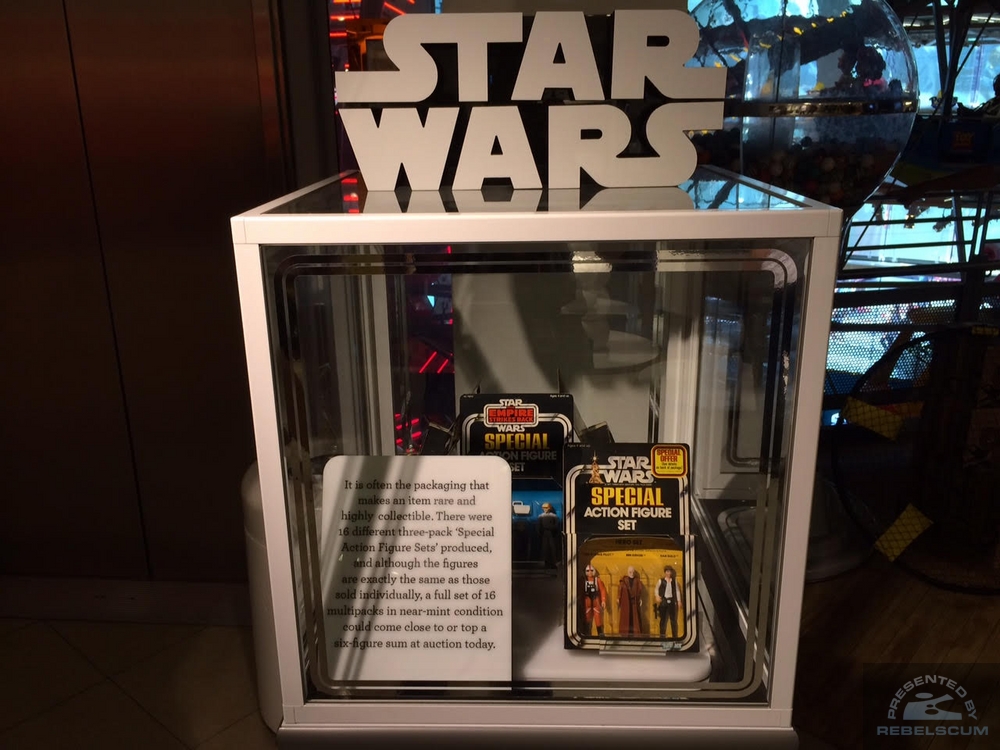 STAR
WARS
STAR
EMPIRE
STRIKES BACK
WARS
SPECIAL
ACTION FIGURE
SET
It is often the packaging that
makes an item rare and
highly collectible. There were
16 different three-pack ‘Special
Action Figure Sets’ produced,
and although the figures
are exactly the same as those
sold individually, a full set of 16
multipacks in near-mint condition
could come close to or top a
six-figure sum at auction today.
SPECIAL
OFFER
STAR
WARS
SPECIAL
ACTION FIGURE
SET
HERO SET
PRESENTED BY
REBELSCUM